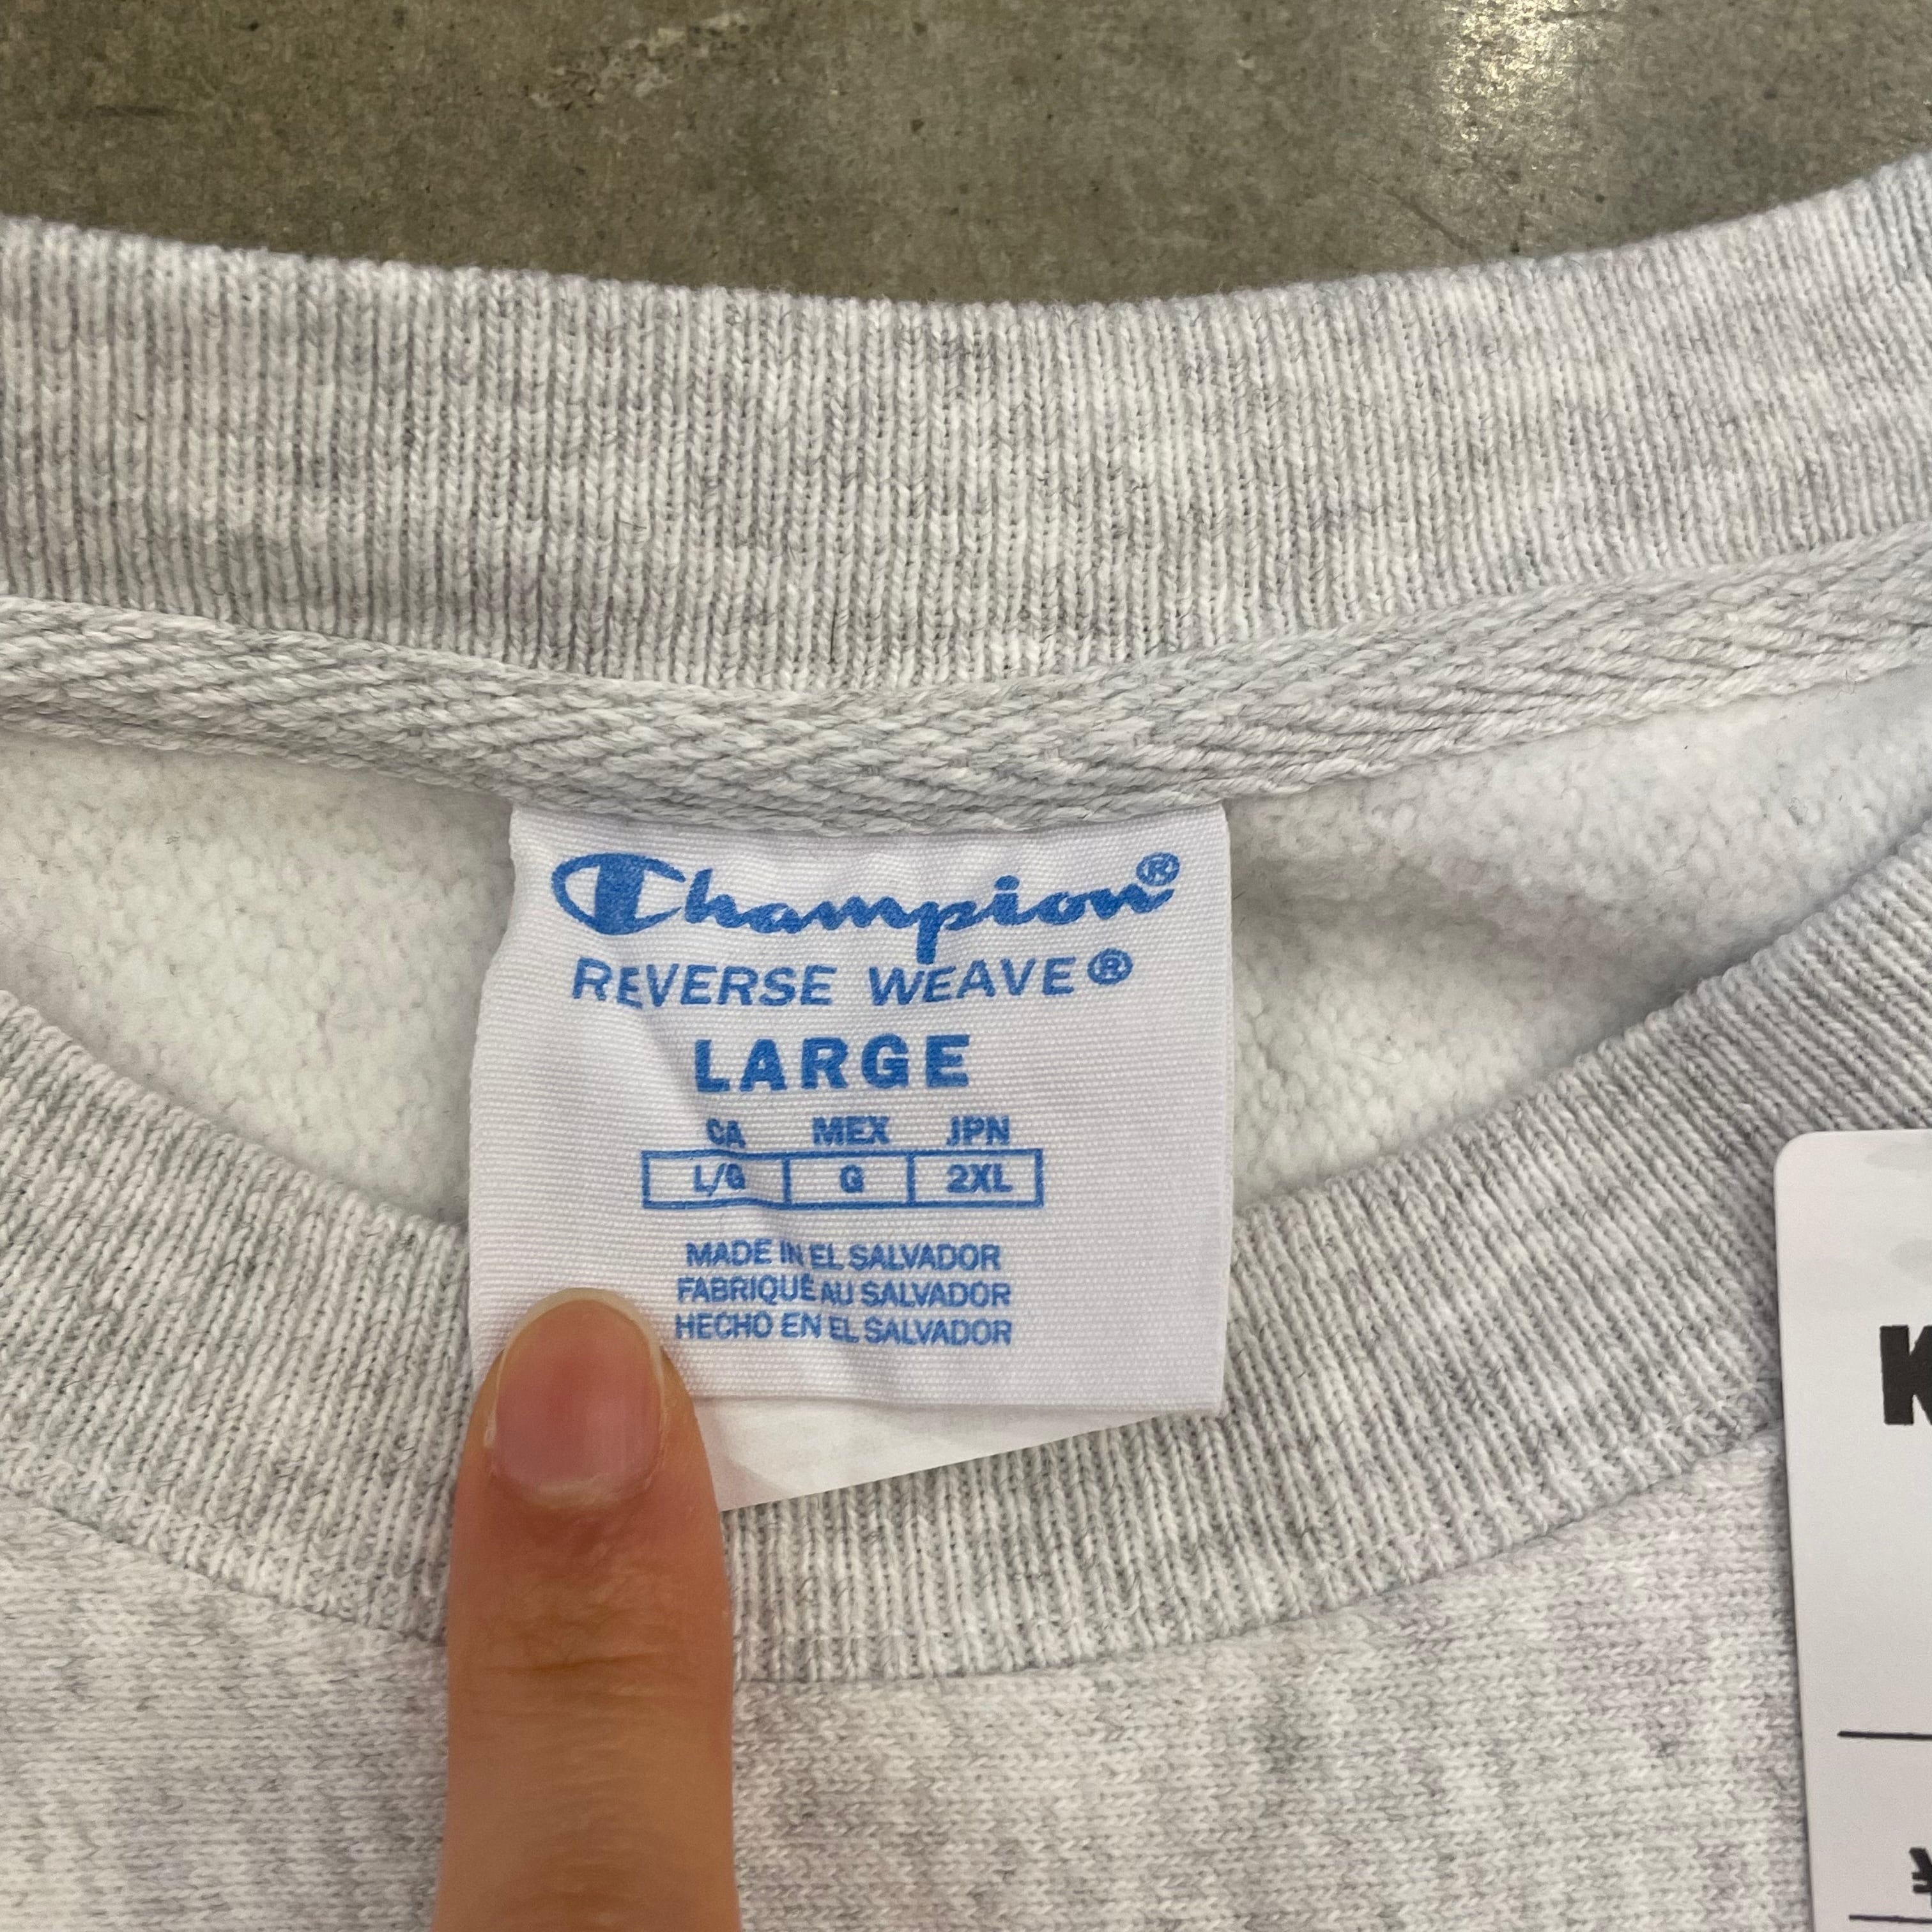 Champion®
REVERSE WEAVE®
LARGE
CA MEX JPN
L/G G 2XL
MADE IN EL SALVADOR
FABRIQUÉ AU SALVADOR
HECHO EN EL SALVADOR
K
¥